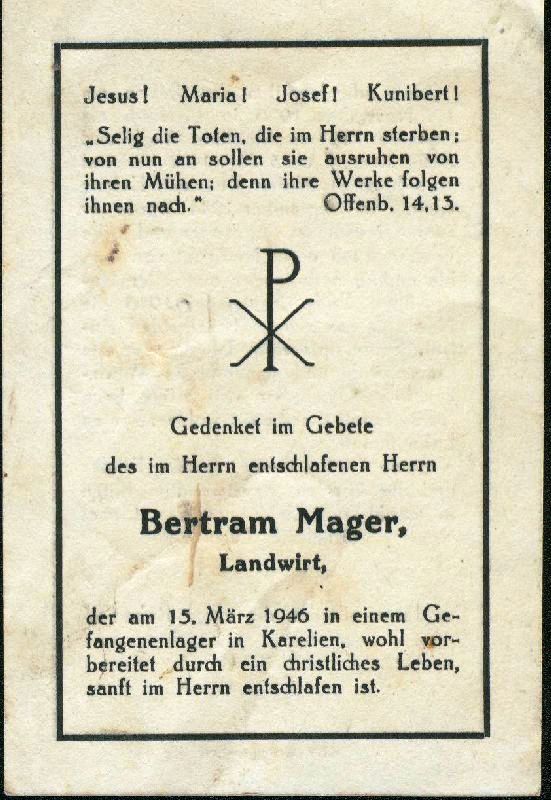 Jesus! Maria! Josef! Kunibert!
„Selig die Toten, die im Herrn sterben;
von nun an sollen sie ausruhen von
ihren Mühen; denn ihre Werke folgen
ihnen nach.“ Offenb. 14,13.
Gedenket im Gebete
des im Herrn entschlafenen Herrn
Bertram Mager,
Landwirt,
der am 15. März 1946 in einem Ge-
fangenenlager in Karelien, wohl vor-
bereitet durch ein christliches Leben,
sanft im Herrn entschlafen ist.